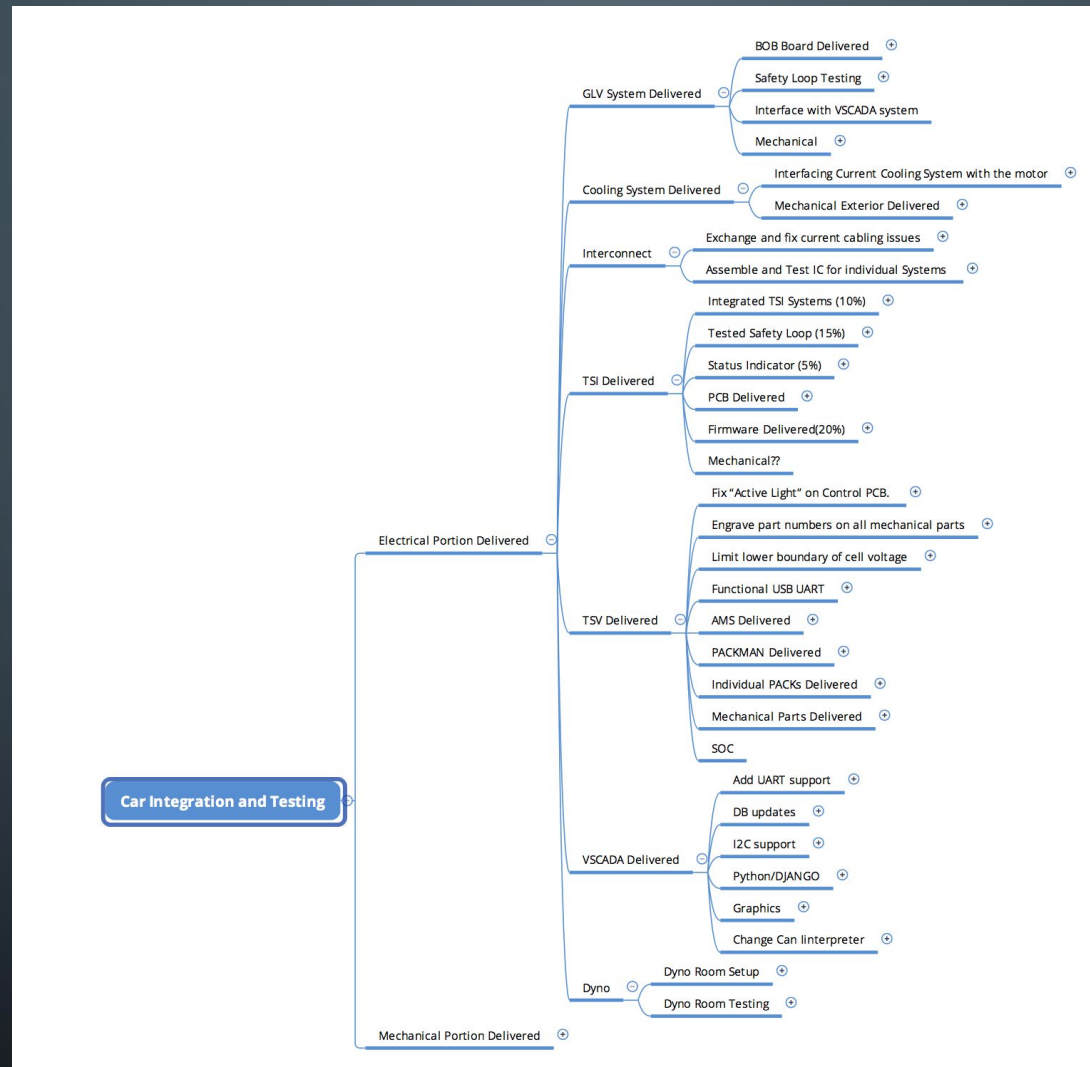 Car Integration and Testing
Electrical Portion Delivered
GLV System Delivered
BOB Board Delivered
Safety Loop Testing
Interface with VSCADA system
Mechanical
Cooling System Delivered
Interfacing Current Cooling System with the motor
Mechanical Exterior Delivered
Interconnect
Exchange and fix current cabling issues
Assemble and Test IC for individual Systems
TSI Delivered
Integrated TSI Systems (10%)
Tested Safety Loop (15%)
Status Indicator (5%)
PCB Delivered
Firmware Delivered(20%)
Mechanical??
TSV Delivered
Fix “Active Light” on Control PCB.
Engrave part numbers on all mechanical parts
Limit lower boundary of cell voltage
Functional USB UART
AMS Delivered
PACKMAN Delivered
Individual PACKs Delivered
Mechanical Parts Delivered
SOC
VSCADA Delivered
Add UART support
DB updates
I2C support
Python/DJANGO
Graphics
Change Can Iinterpreter
Dyno
Dyno Room Setup
Dyno Room Testing
Mechanical Portion Delivered